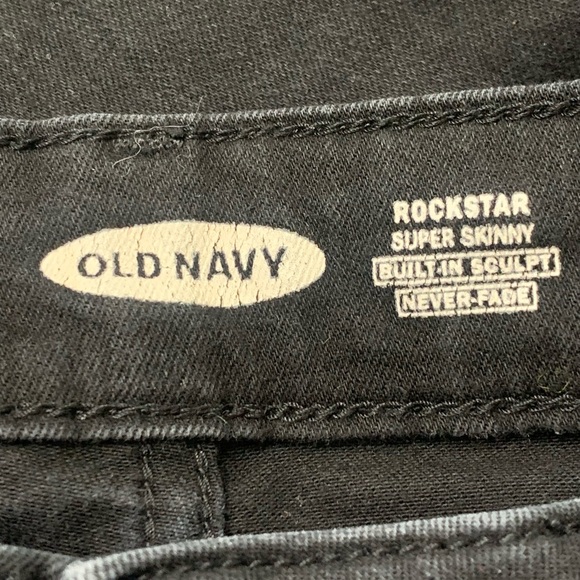 OLD NAVY
ROCKSTAR
SUPER SKINNY
BUILT-IN SCULPT
NEVER-FADE